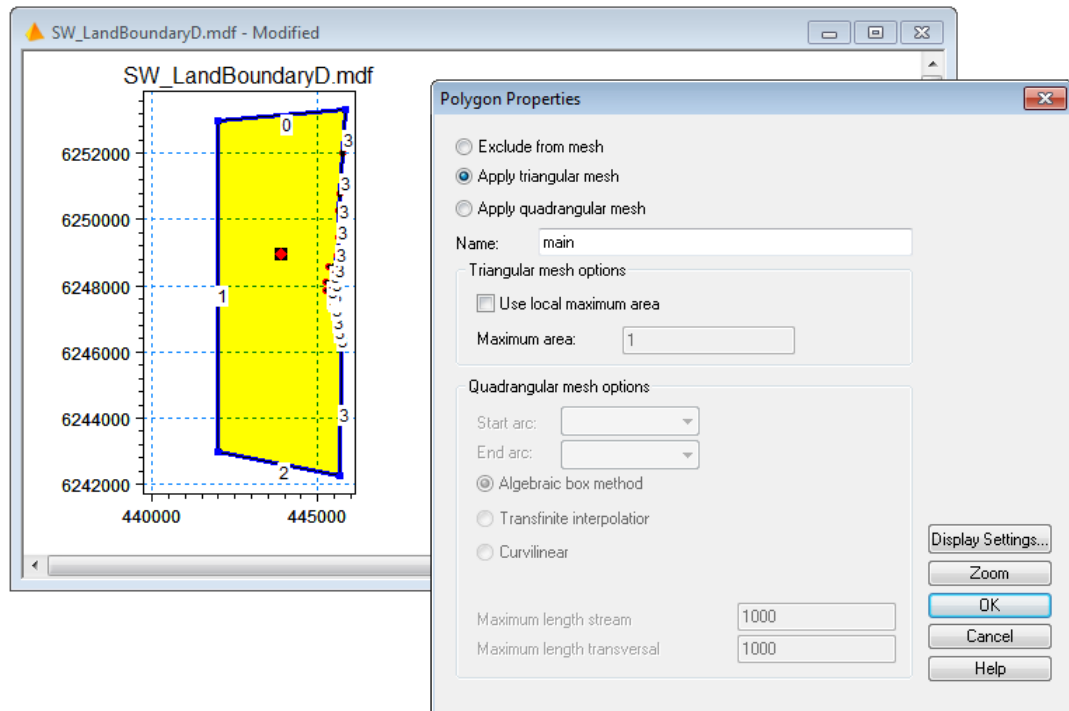 SW_LandBoundaryD.mdf - Modified
SW_LandBoundaryD.mdf
6252000
6250000
6248000
6246000
6244000
6242000
440000 445000
0
1
2
3
3
3
3
3
3
3
3
Polygon Properties
Exclude from mesh
Apply triangular mesh
Apply quadrangular mesh
Name: main
Triangular mesh options
Use local maximum area
Maximum area: 1
Quadrangular mesh options
Start arc:
End arc:
Algebraic box method
Transfinite interpolatior
Curvilinear
Maximum length stream 1000
Maximum length transversal 1000
Display Settings...
Zoom
OK
Cancel
Help